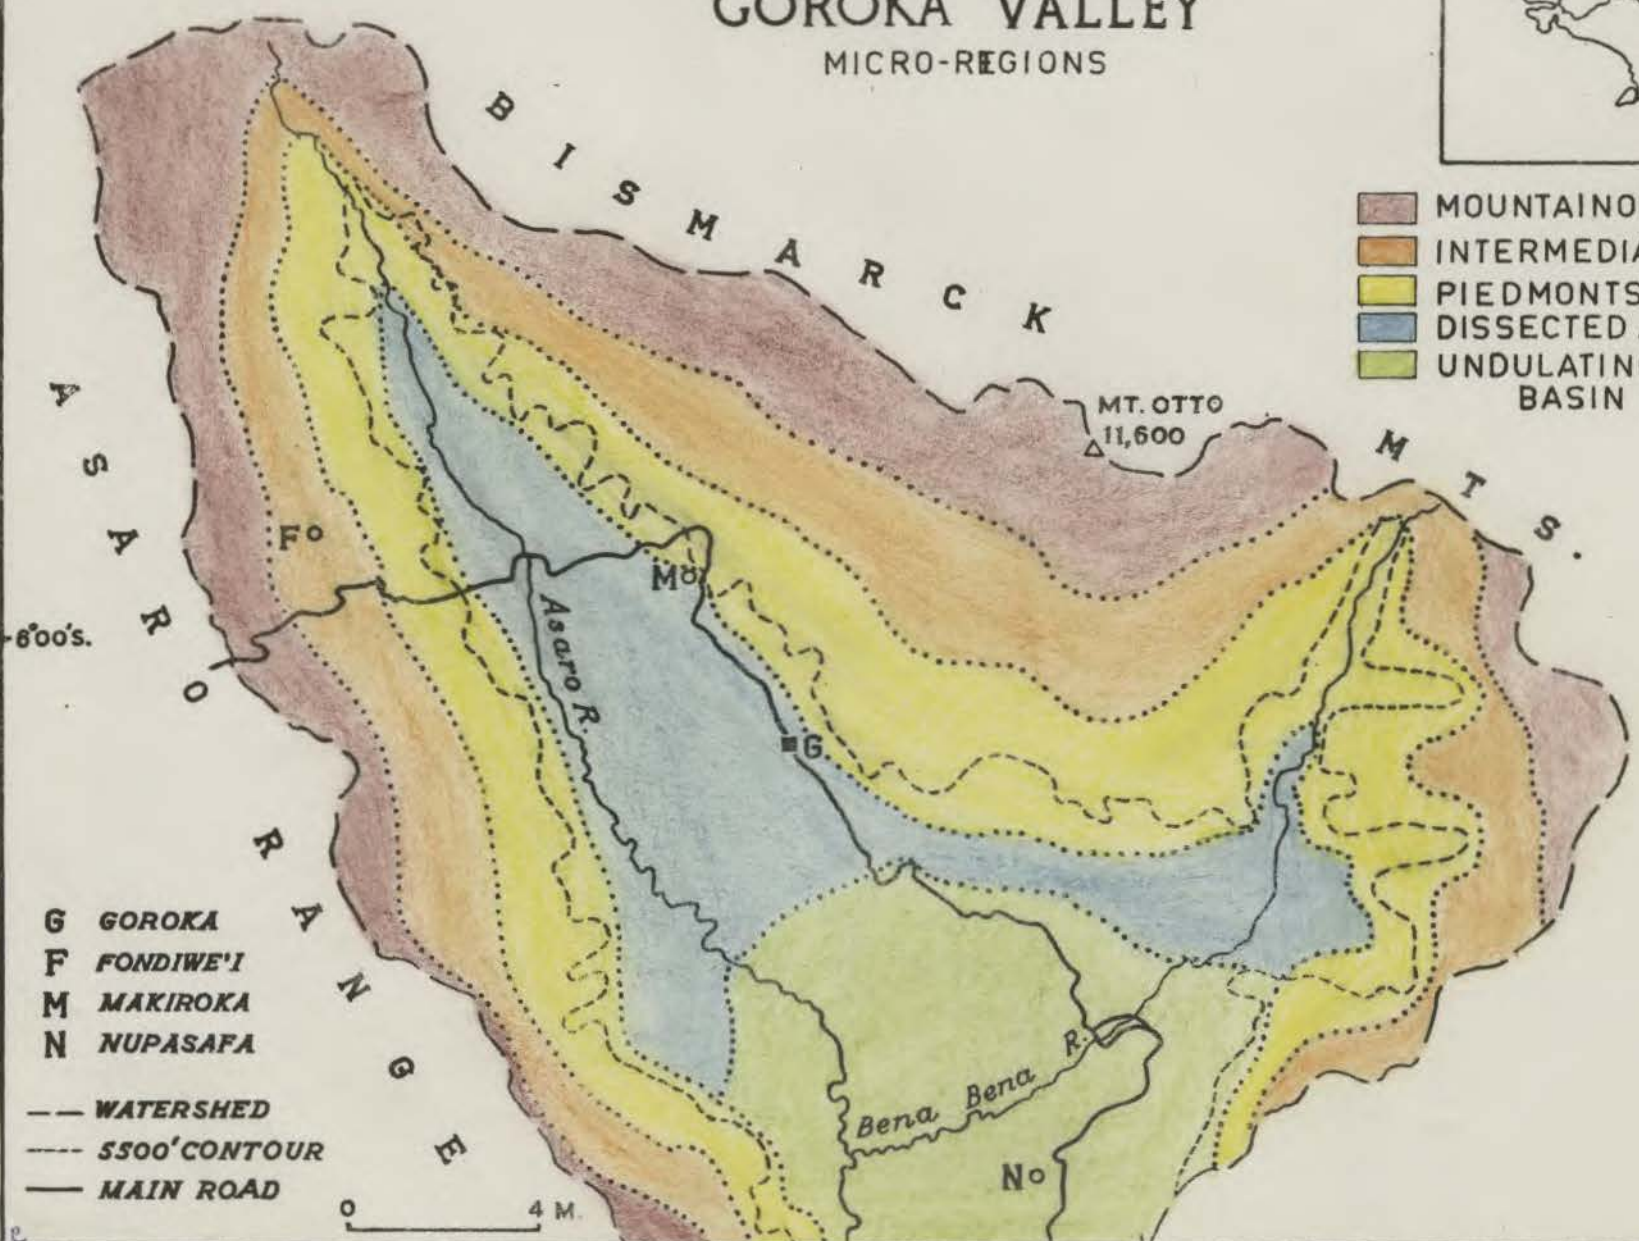 GOROKA VALLEY
MICRO-REGIONS
BISMARCK MTS.
MOUNTAINO
INTERMEDIA
PIEDMONTS
DISSECTED
UNDULATIN
BASIN
MT. OTTO
11,600
ASARO RANGE
F
6°00'S.
M
Asaro R.
G
Bena Bena R.
N
G GOROKA
F FONDIWE'I
M MAKIROKA
N NUPASAFA
WATERSHED
5500' CONTOUR
MAIN ROAD
0 4 M.